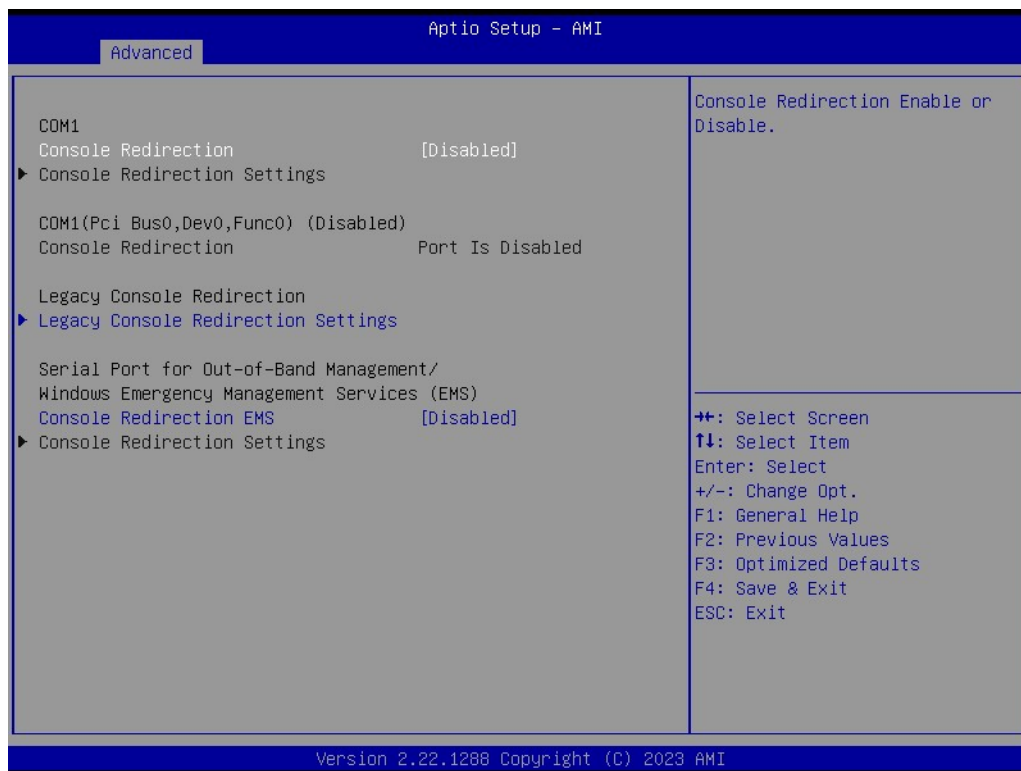 Aptio Setup – AMI
Advanced
COM1
Console Redirection [Disabled]
▶ Console Redirection Settings
COM1(Pci Bus0,Dev0,Func0) (Disabled)
Console Redirection Port Is Disabled
Legacy Console Redirection
▶ Legacy Console Redirection Settings
Serial Port for Out-of-Band Management/
Windows Emergency Management Services (EMS)
Console Redirection EMS [Disabled]
▶ Console Redirection Settings
Console Redirection Enable or
Disable.
→←: Select Screen
↑↓: Select Item
Enter: Select
+/-: Change Opt.
F1: General Help
F2: Previous Values
F3: Optimized Defaults
F4: Save & Exit
ESC: Exit
Version 2.22.1288 Copyright (C) 2023 AMI